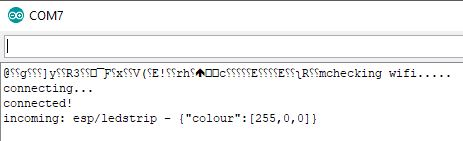 COM7
checking wifi.....
connecting...
connected!
incoming: esp/ledstrip - {"colour":[255,0,0]}